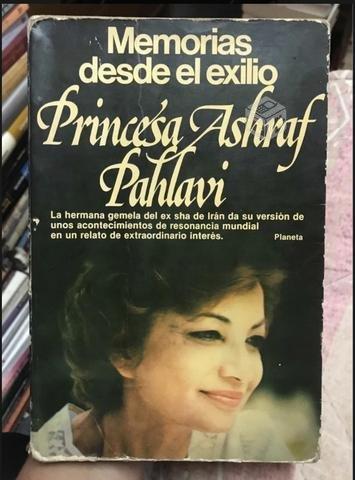 Memorias
desde el exilio
Princesa Ashraf
Pahlavi
La hermana gemela del ex sha de Irán da su versión de
unos acontecimientos de resonancia mundial
en un relato de extraordinario interés.
Planeta